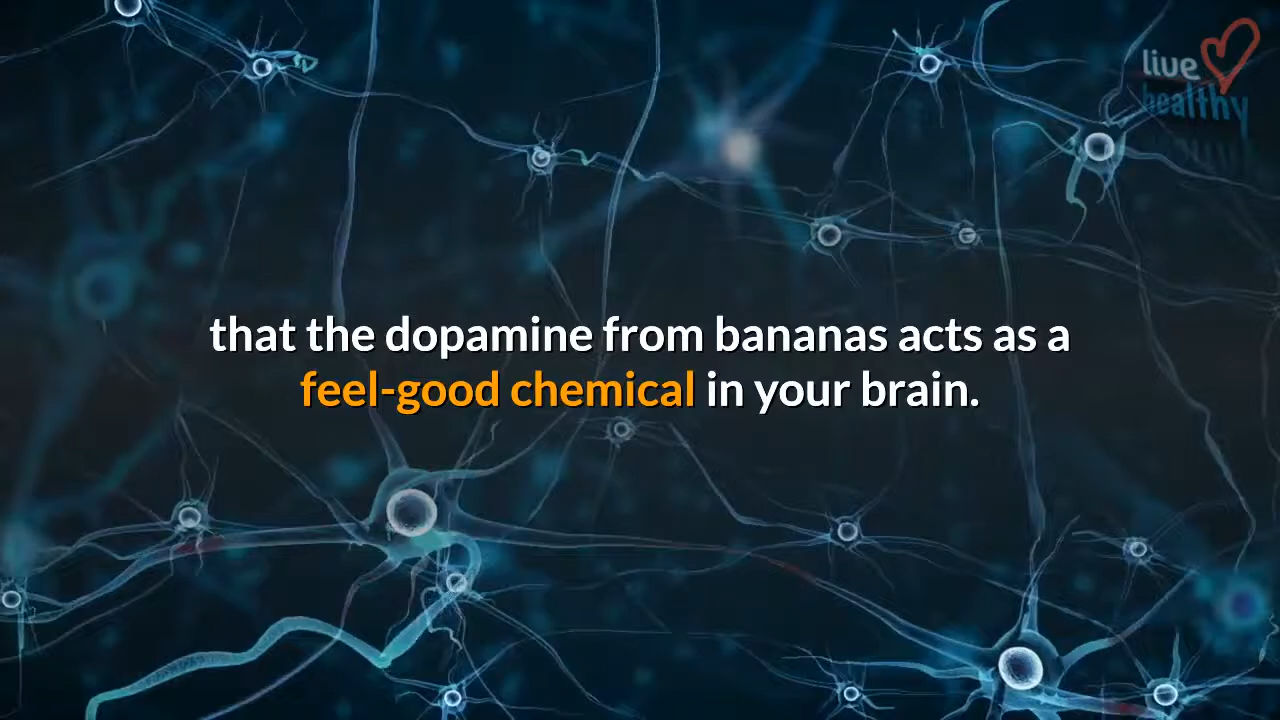 live
healthy
that the dopamine from bananas acts as a
feel-good chemical in your brain.